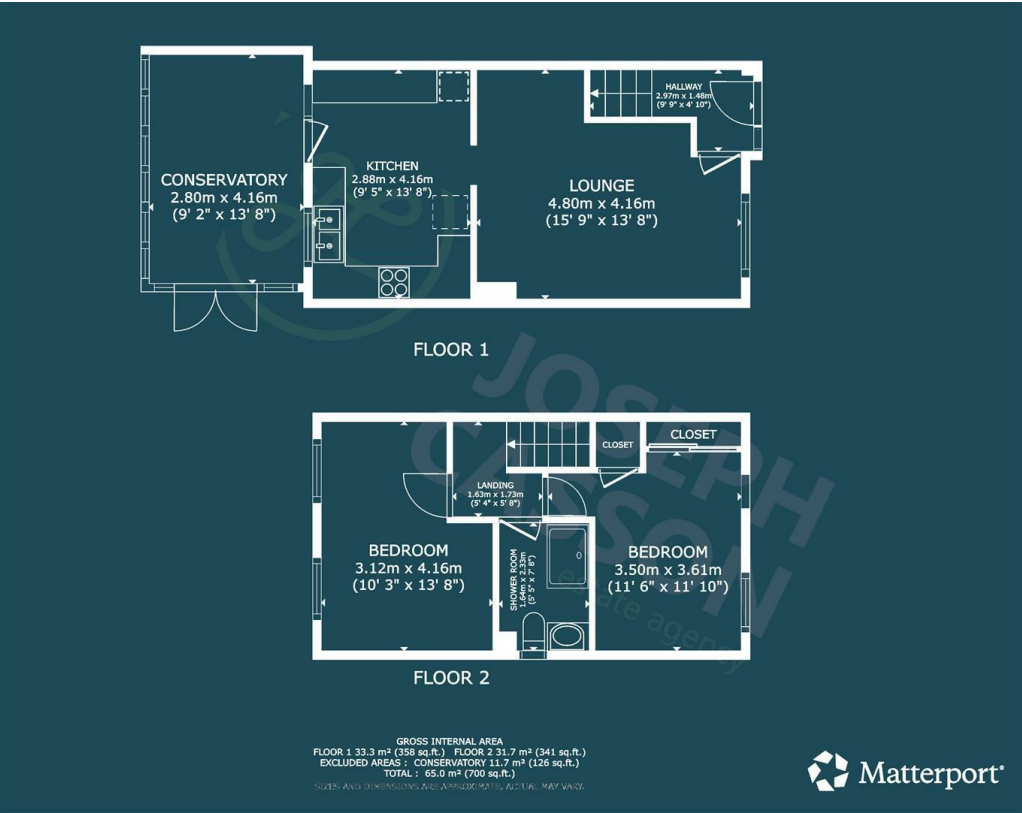 HALLWAY
2.97m x 1.48m
(9' 9" x 4' 10")
CONSERVATORY
2.80m x 4.16m
(9' 2" x 13' 8")
KITCHEN
2.88m x 4.16m
(9' 5" x 13' 8")
LOUNGE
4.80m x 4.16m
(15' 9" x 13' 8")
FLOOR 1
JOSEPH
CASSON
estate agency
CLOSET
CLOSET
LANDING
1.63m x 1.73m
(5' 4" x 5' 8")
BEDROOM
3.12m x 4.16m
(10' 3" x 13' 8")
SHOWER ROOM
1.64m x 2.33m
(5' 5" x 7' 8")
BEDROOM
3.50m x 3.61m
(11' 6" x 11' 10")
FLOOR 2
GROSS INTERNAL AREA
FLOOR 1 33.3 m² (358 sq.ft.) FLOOR 2 31.7 m² (341 sq.ft.)
EXCLUDED AREAS : CONSERVATORY 11.7 m² (126 sq.ft.)
TOTAL : 65.0 m² (700 sq.ft.)
SIZES AND DIMENSIONS ARE APPROXIMATE, ACTUAL MAY VARY.
Matterport®